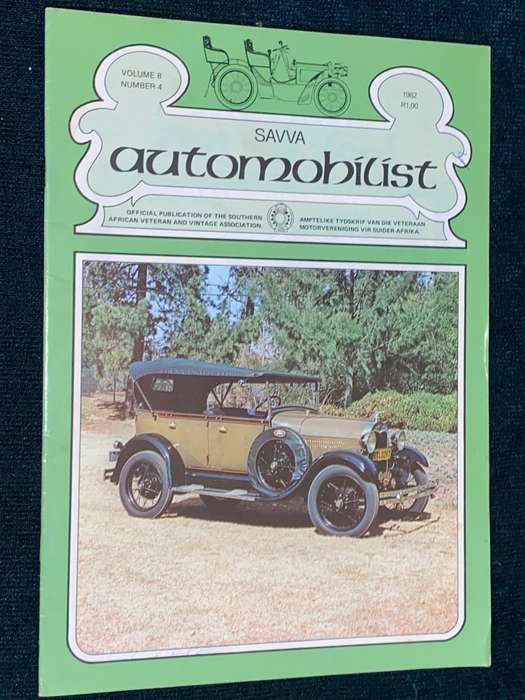 VOLUME 8
NUMBER 4
1982
R1,00
SAVVA
automobilist
OFFICIAL PUBLICATION OF THE SOUTHERN
AFRICAN VETERAN AND VINTAGE ASSOCIATION.
AMPTELIKE TYDSKRIF VAN DIE VETERAAN
MOTORVERENIGING VIR SUIDER-AFRIKA.